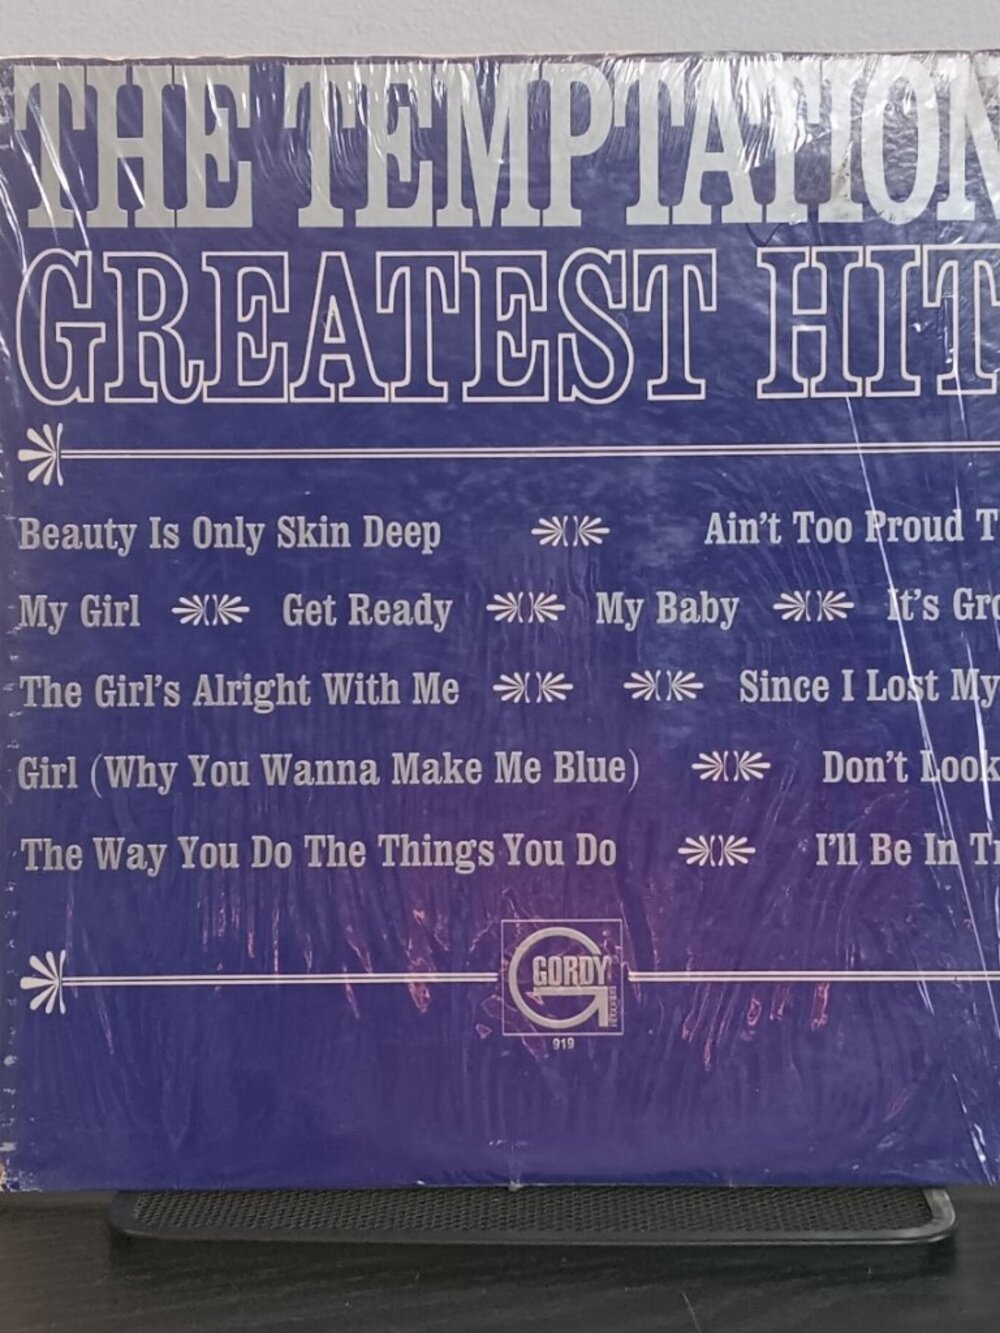 THE TEMPTATION
GREATEST HIT
Beauty Is Only Skin Deep Ain't Too Proud T
My Girl Get Ready My Baby It's Gro
The Girl's Alright With Me Since I Lost My
Girl (Why You Wanna Make Me Blue) Don't Look
The Way You Do The Things You Do I'll Be In Tr
GORDY
919